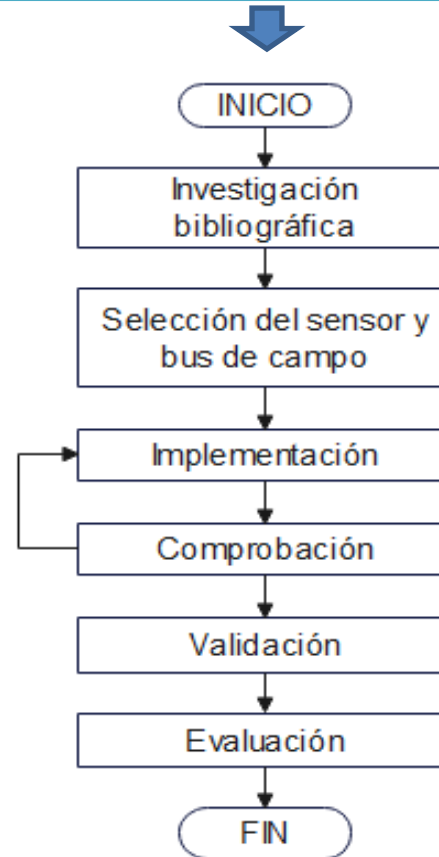 INICIO
Investigación
bibliográfica
Selección del sensor y
bus de campo
Implementación
Comprobación
Validación
Evaluación
FIN